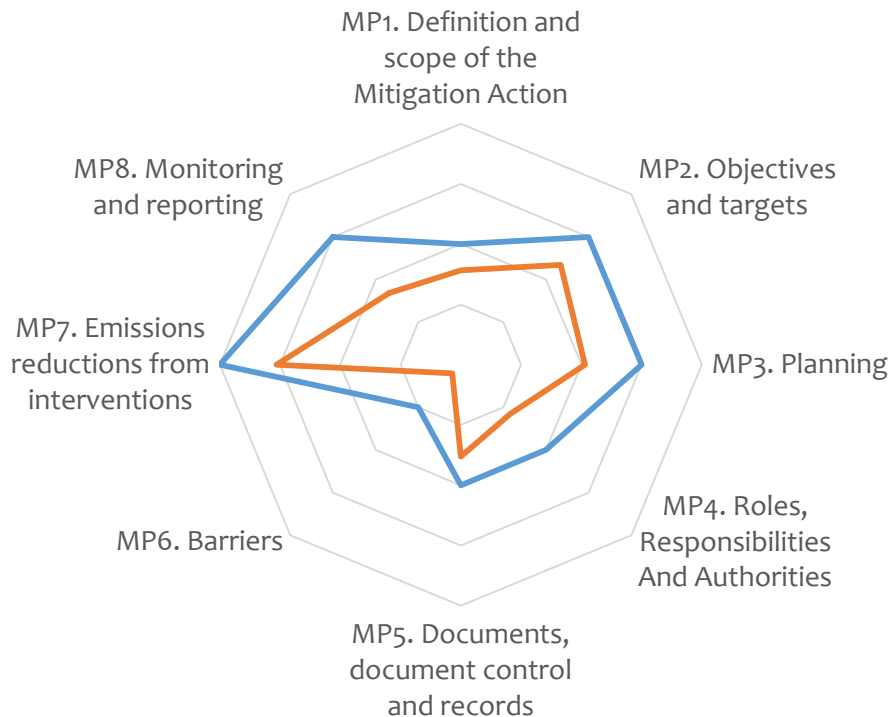 MP1. Definition and
scope of the
Mitigation Action
MP2. Objectives
and targets
MP3. Planning
MP4. Roles,
Responsibilities
And Authorities
MP5. Documents,
document control
and records
MP6. Barriers
MP7. Emissions
reductions from
interventions
MP8. Monitoring
and reporting